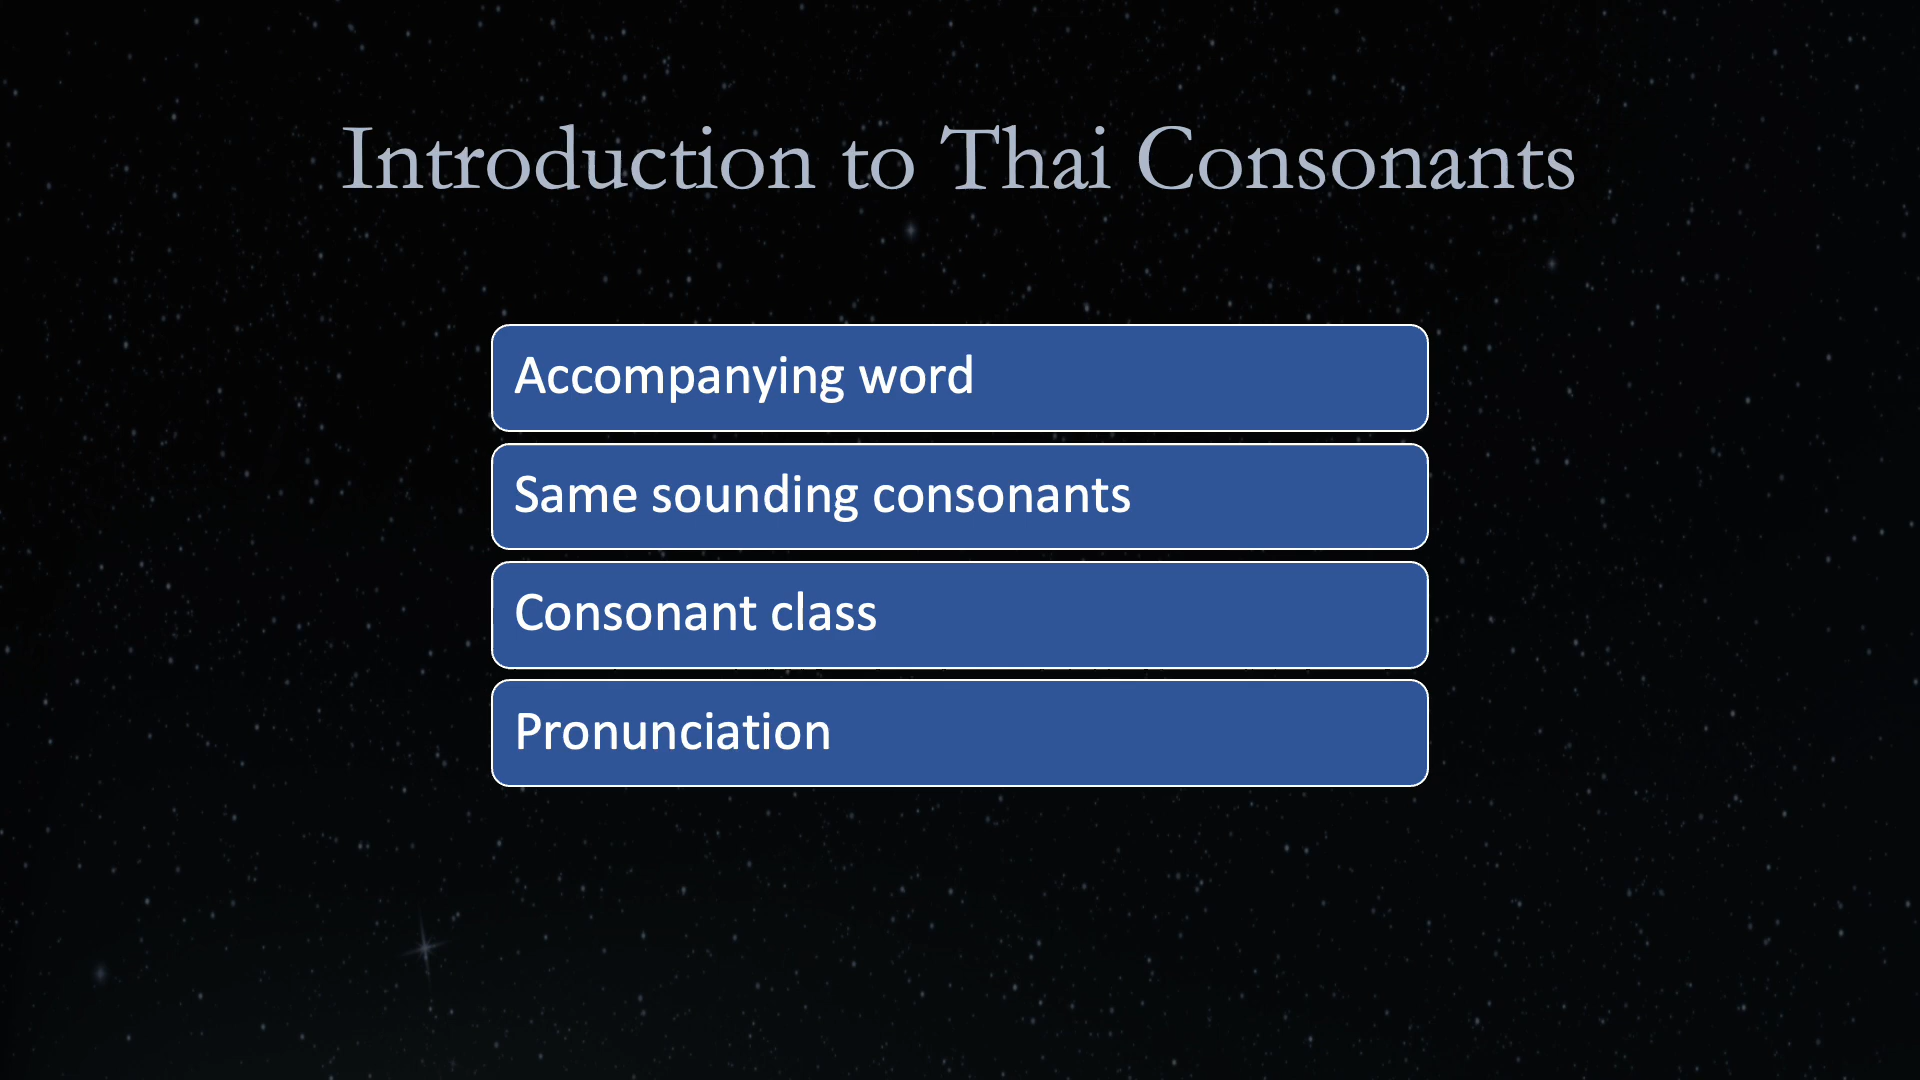 Introduction to Thai Consonants
Accompanying word
Same sounding consonants
Consonant class
Pronunciation